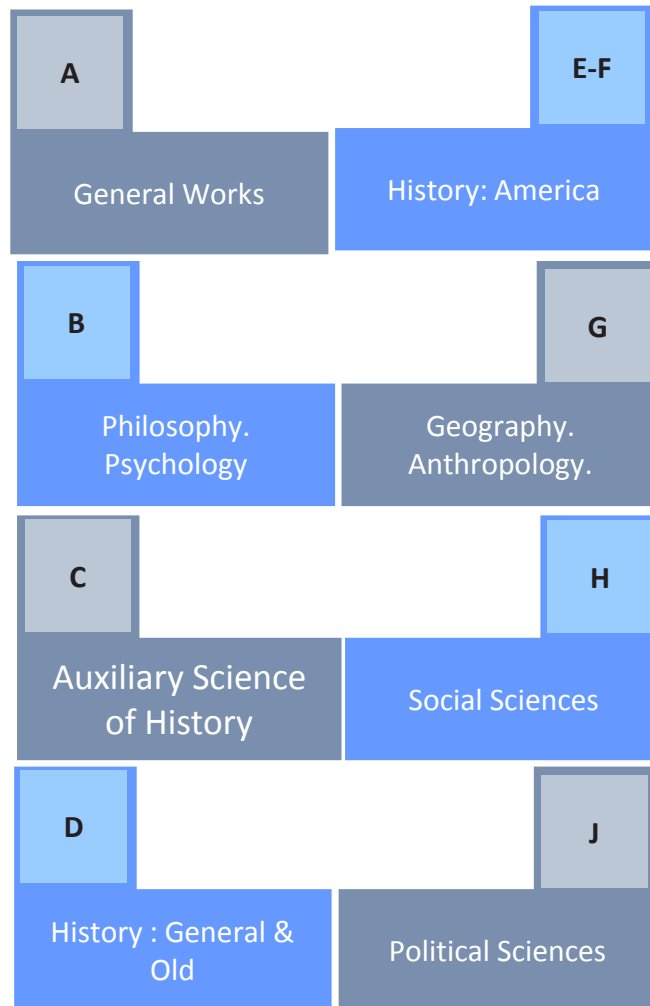 A
General Works
E-F
History: America
B
Philosophy.
Psychology
G
Geography.
Anthropology.
C
Auxiliary Science
of History
H
Social Sciences
D
History : General &
Old
J
Political Sciences